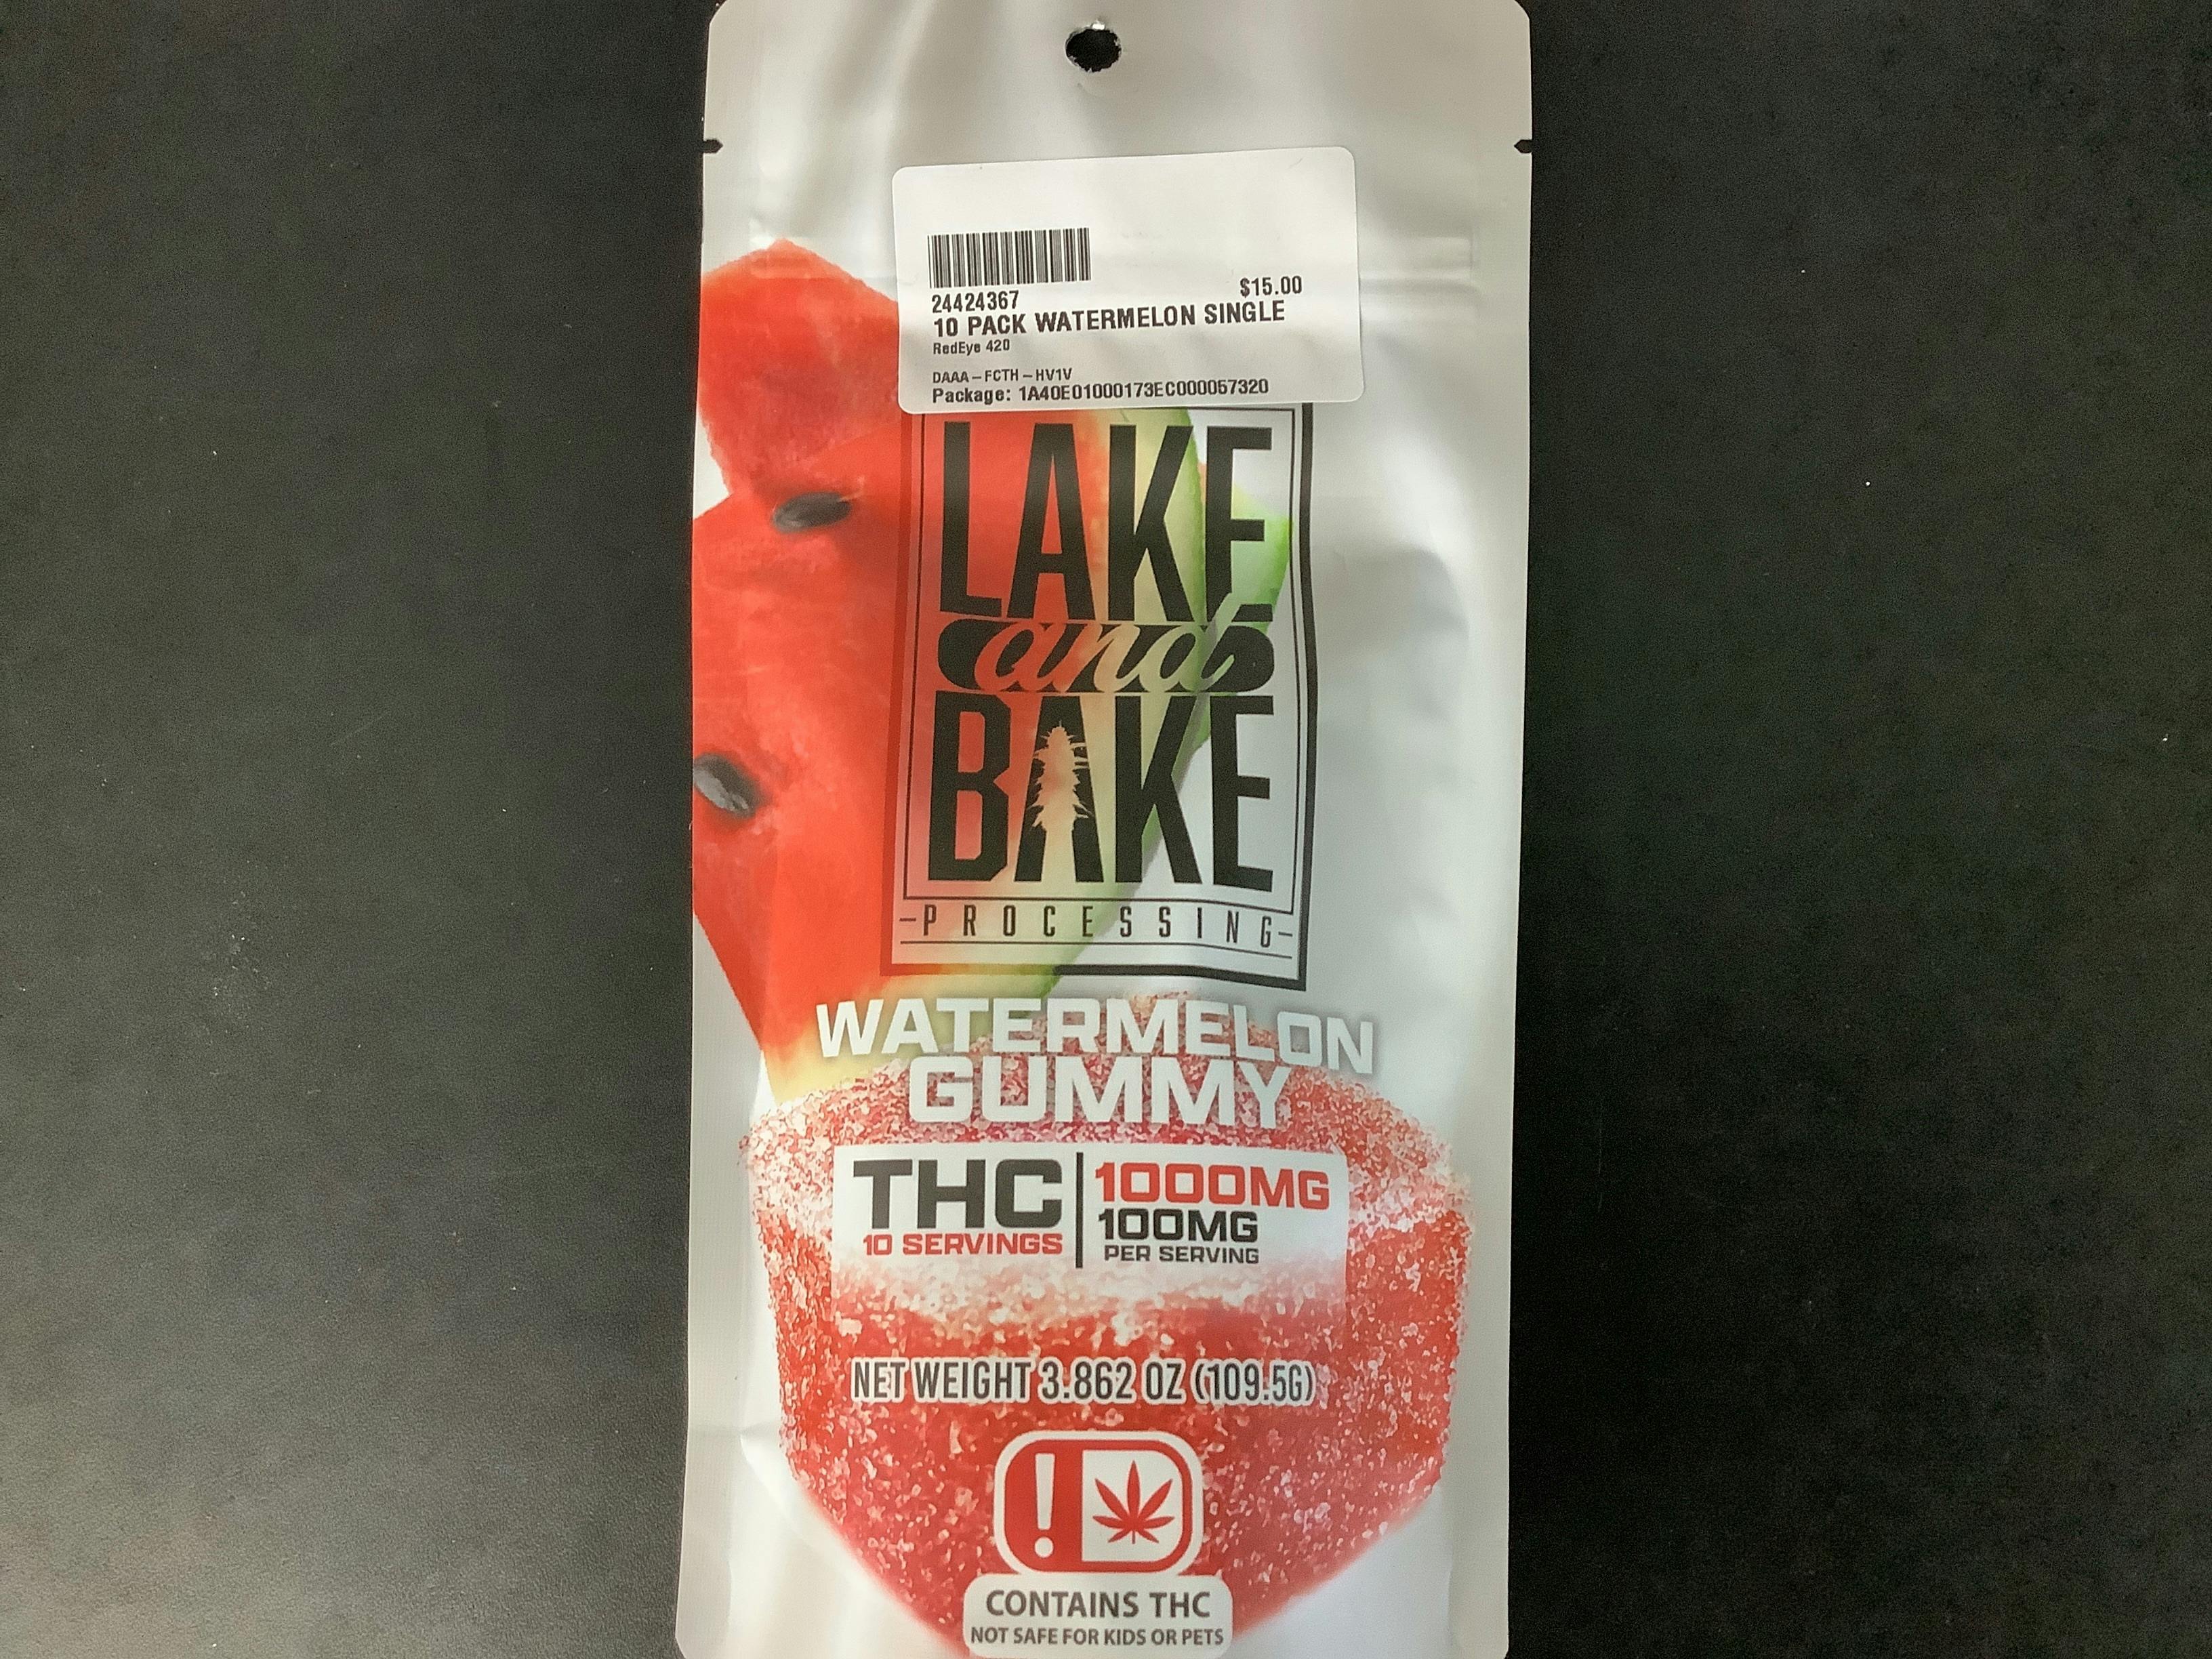 24424367 $15.00
10 PACK WATERMELON SINGLE
RedEye 420
DAAA-FCTH-HV1V
Package: 1A40E01000173EC000057320
LAKE
and
BAKE
-PROCESSING-
WATERMELON
GUMMY
THC
10 SERVINGS
1000MG
100MG
PER SERVING
NET WEIGHT 3.862 OZ (109.5G)
!
CONTAINS THC
NOT SAFE FOR KIDS OR PETS